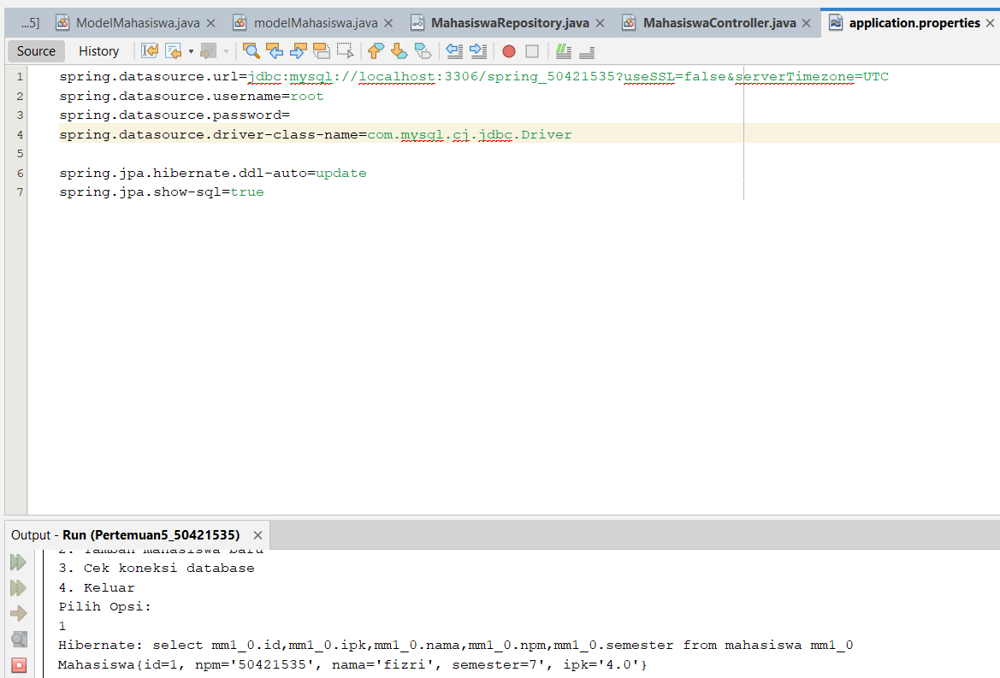 ...5] ModelMahasiswa.java modelMahasiswa.java MahasiswaRepository.java MahasiswaController.java application.properties
Source History
1 spring.datasource.url=jdbc:mysql://localhost:3306/spring_50421535?useSSL=false&serverTimezone=UTC
2 spring.datasource.username=root
3 spring.datasource.password=
4 spring.datasource.driver-class-name=com.mysql.cj.jdbc.Driver
5
6 spring.jpa.hibernate.ddl-auto=update
7 spring.jpa.show-sql=true
Output - Run (Pertemuan5_50421535)
2. Tambah mahasiswa baru
3. Cek koneksi database
4. Keluar
Pilih Opsi:
1
Hibernate: select mm1_0.id,mm1_0.ipk,mm1_0.nama,mm1_0.npm,mm1_0.semester from mahasiswa mm1_0
Mahasiswa{id=1, npm='50421535', nama='fizri', semester=7', ipk='4.0'}